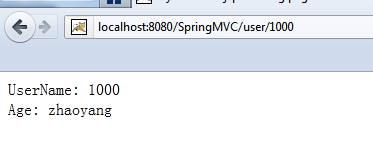 localhost:8080/SpringMVC/user/1000
UserName: 1000
Age: zhaoyang